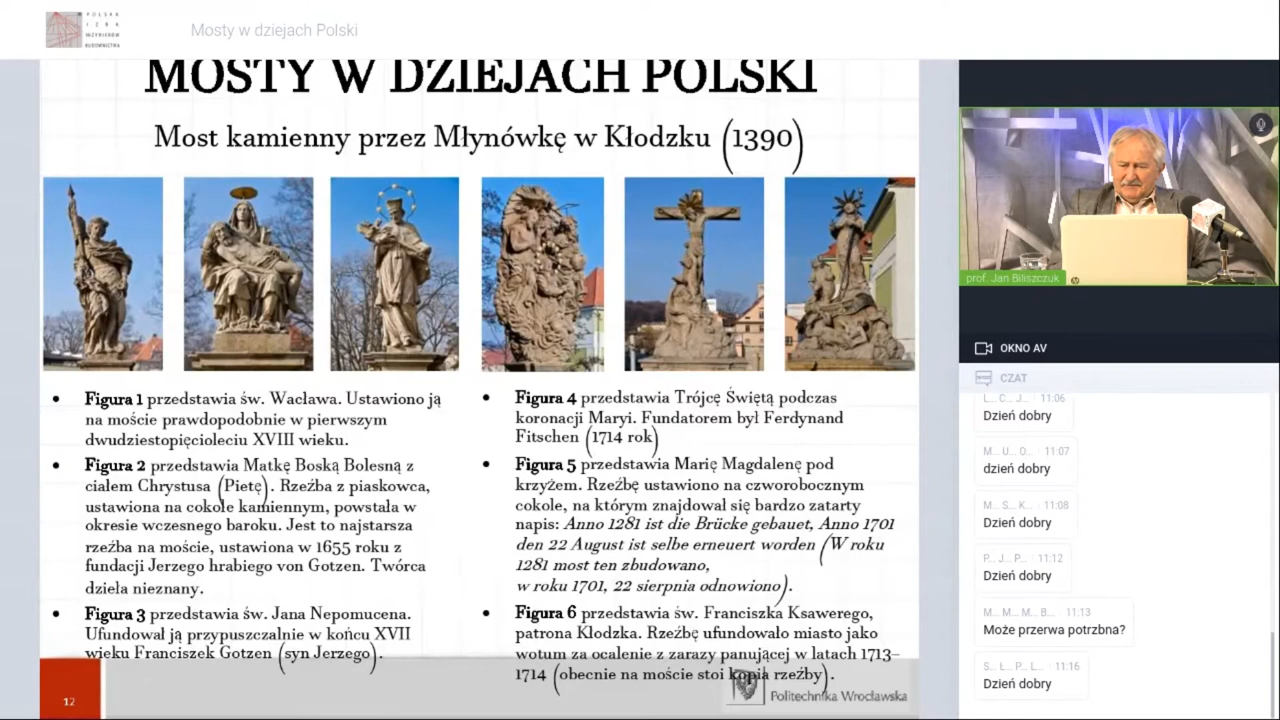 POLSKA
IZBA
INŻYNIERÓW
BUDOWNICTWA
Mosty w dziejach Polski
MOSTY W DZIEJACH POLSKI
Most kamienny przez Młynówkę w Kłodzku (1390)
• Figura 1 przedstawia św. Wacława. Ustawiono ją
na moście prawdopodobnie w pierwszym
dwudziestopięcioleciu XVIII wieku.
• Figura 2 przedstawia Matkę Boską Bolesną z
ciałem Chrystusa (Pietę). Rzeźba z piaskowca,
ustawiona na cokole kamiennym, powstała w
okresie wczesnego baroku. Jest to najstarsza
rzeźba na moście, ustawiona w 1655 roku z
fundacji Jerzego hrabiego von Gotzen. Twórca
dzieła nieznany.
• Figura 3 przedstawia św. Jana Nepomucena.
Ufundował ją przypuszczalnie w końcu XVII
wieku Franciszek Gotzen (syn Jerzego).
• Figura 4 przedstawia Trójcę Świętą podczas
koronacji Maryi. Fundatorem był Ferdynand
Fitschen (1714 rok)
• Figura 5 przedstawia Marię Magdalenę pod
krzyżem. Rzeźbę ustawiono na czworobocznym
cokole, na którym znajdował się bardzo zatarty
napis: Anno 1281 ist die Brücke gebauet, Anno 1701
den 22 August ist selbe erneuert worden (W roku
1281 most ten zbudowano,
w roku 1701, 22 sierpnia odnowiono).
• Figura 6 przedstawia św. Franciszka Ksawerego,
patrona Kłodzka. Rzeźbę ufundowało miasto jako
wotum za ocalenie z zarazy panującej w latach 1713–
1714 (obecnie na moście stoi kopia rzeźby).
12
Politechnika Wrocławska
prof. Jan Biliszczuk
OKNO AV
CZAT
L... C... J... : 11:06
Dzień dobry
M... U... O... : 11:07
dzień dobry
M... S... K... : 11:08
Dzień dobry
P... J... P... : 11:12
Dzień dobry
M... M... M... B... : 11:13
Może przerwa potrzbna?
S... Ł... P... L... : 11:16
Dzień dobry